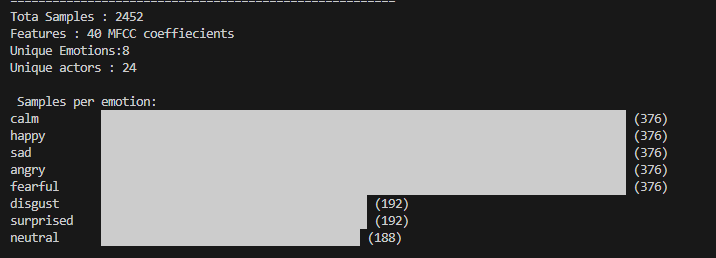 Tota Samples : 2452
Features : 40 MFCC coeffiecients
Unique Emotions:8
Unique actors : 24
Samples per emotion:
calm (376)
happy (376)
sad (376)
angry (376)
fearful (376)
disgust (192)
surprised (192)
neutral (188)